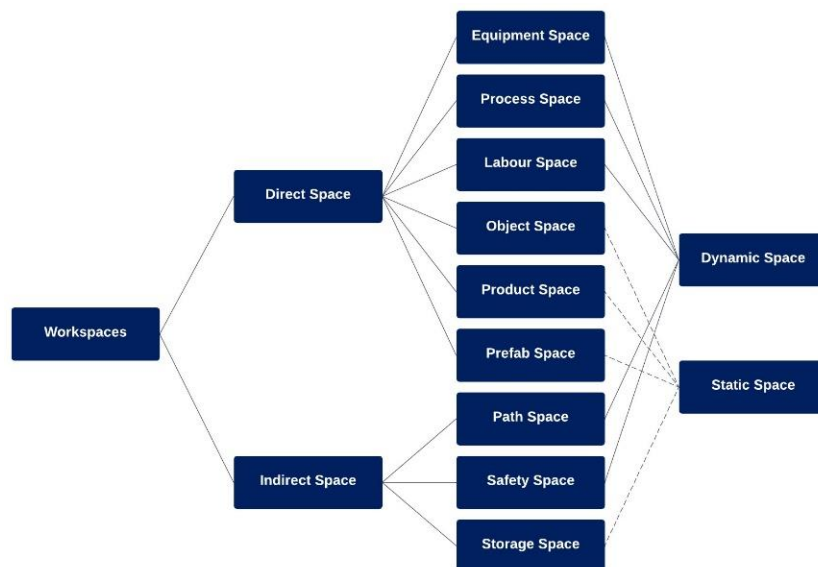 Equipment Space
Process Space
Labour Space
Direct Space
Object Space
Dynamic Space
Product Space
Workspaces
Prefab Space
Static Space
Path Space
Indirect Space
Safety Space
Storage Space